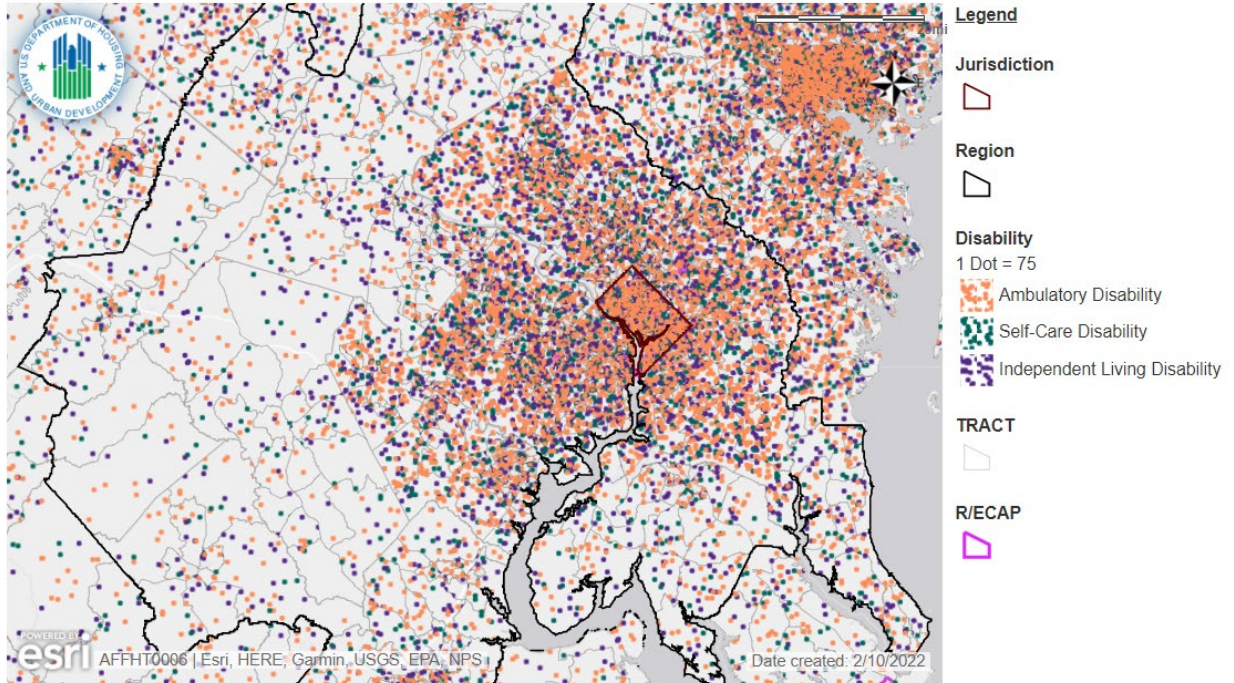 U.S. DEPARTMENT OF HOUSING
AND URBAN DEVELOPMENT
20mi
Legend
Jurisdiction
Region
Disability
1 Dot = 75
Ambulatory Disability
Self-Care Disability
Independent Living Disability
TRACT
R/ECAP
POWERED BY
esri
AFFHT0006 | Esri, HERE, Garmin, USGS, EPA, NPS
Date created: 2/10/2022